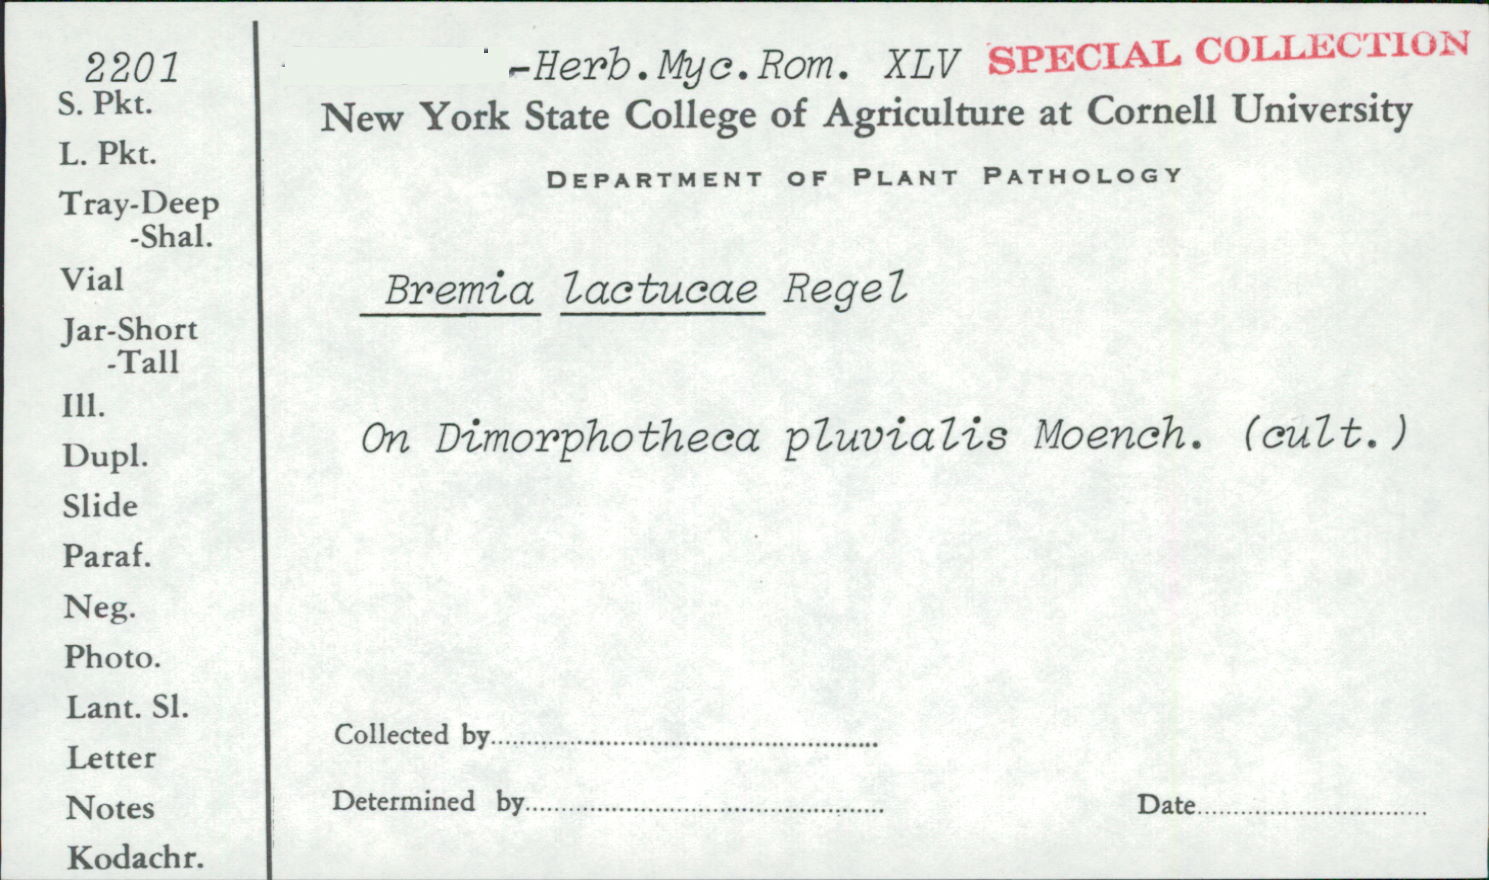 2201
S. Pkt.
L. Pkt.
Tray-Deep
-Shal.
Vial
Jar-Short
-Tall
Ill.
Dupl.
Slide
Paraf.
Neg.
Photo.
Lant. Sl.
Letter
Notes
Kodachr.
-Herb.Myc.Rom. XLV SPECIAL COLLECTION
New York State College of Agriculture at Cornell University
DEPARTMENT OF PLANT PATHOLOGY
Bremia lactucae Regel
On Dimorphotheca pluvialis Moench. (cult.)
Collected by
Determined by Date